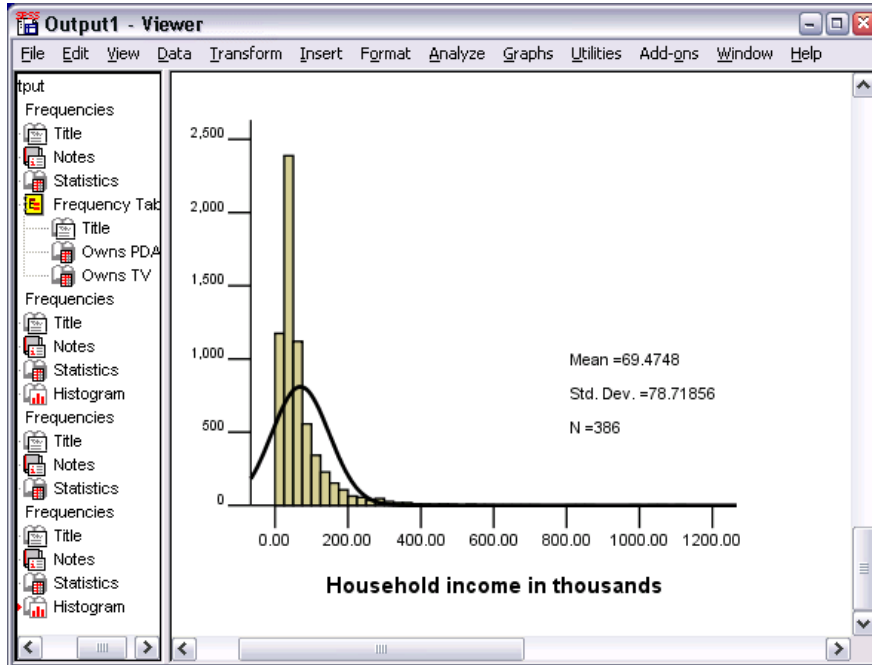 Output1 - Viewer
File Edit View Data Transform Insert Format Analyze Graphs Utilities Add-ons Window Help
tput
Frequencies
Title
Notes
Statistics
Frequency Tab
Title
Owns PDA
Owns TV
Frequencies
Title
Notes
Statistics
Histogram
Frequencies
Title
Notes
Statistics
Frequencies
Title
Notes
Statistics
Histogram
2,500
2,000
1,500
1,000
500
0
Mean =69.4748
Std. Dev. =78.71856
N =386
0.00 200.00 400.00 600.00 800.00 1000.00 1200.00
Household income in thousands